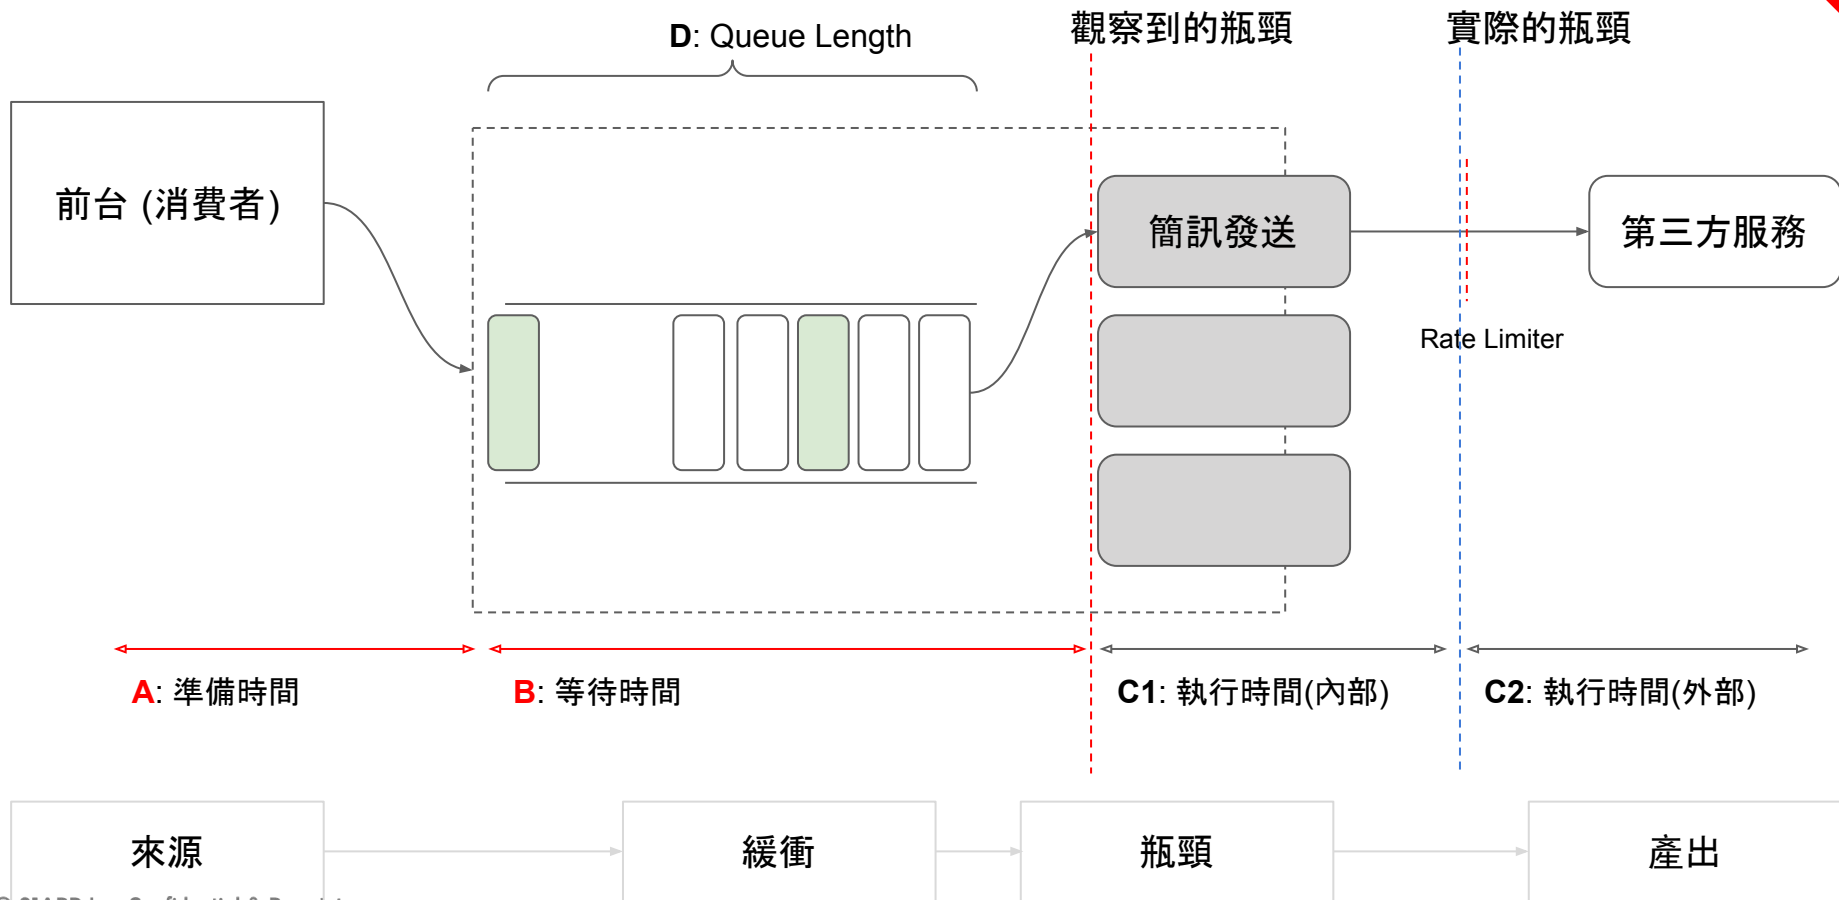 D: Queue Length
觀察到的瓶頸
實際的瓶頸
前台 (消費者)
簡訊發送
第三方服務
Rate Limiter
A: 準備時間
B: 等待時間
C1: 執行時間(內部)
C2: 執行時間(外部)
來源
緩衝
瓶頸
產出